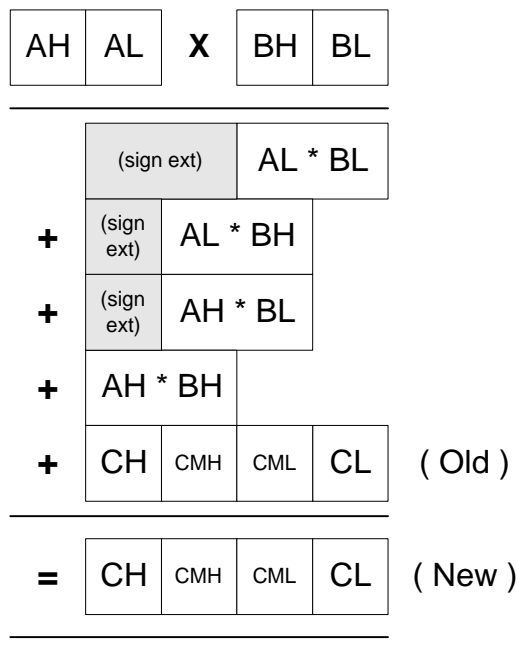 AH AL X BH BL
(sign ext) AL * BL
+ (sign ext) AL * BH
+ (sign ext) AH * BL
+ AH * BH
+ CH CMH CML CL ( Old )
= CH CMH CML CL ( New )